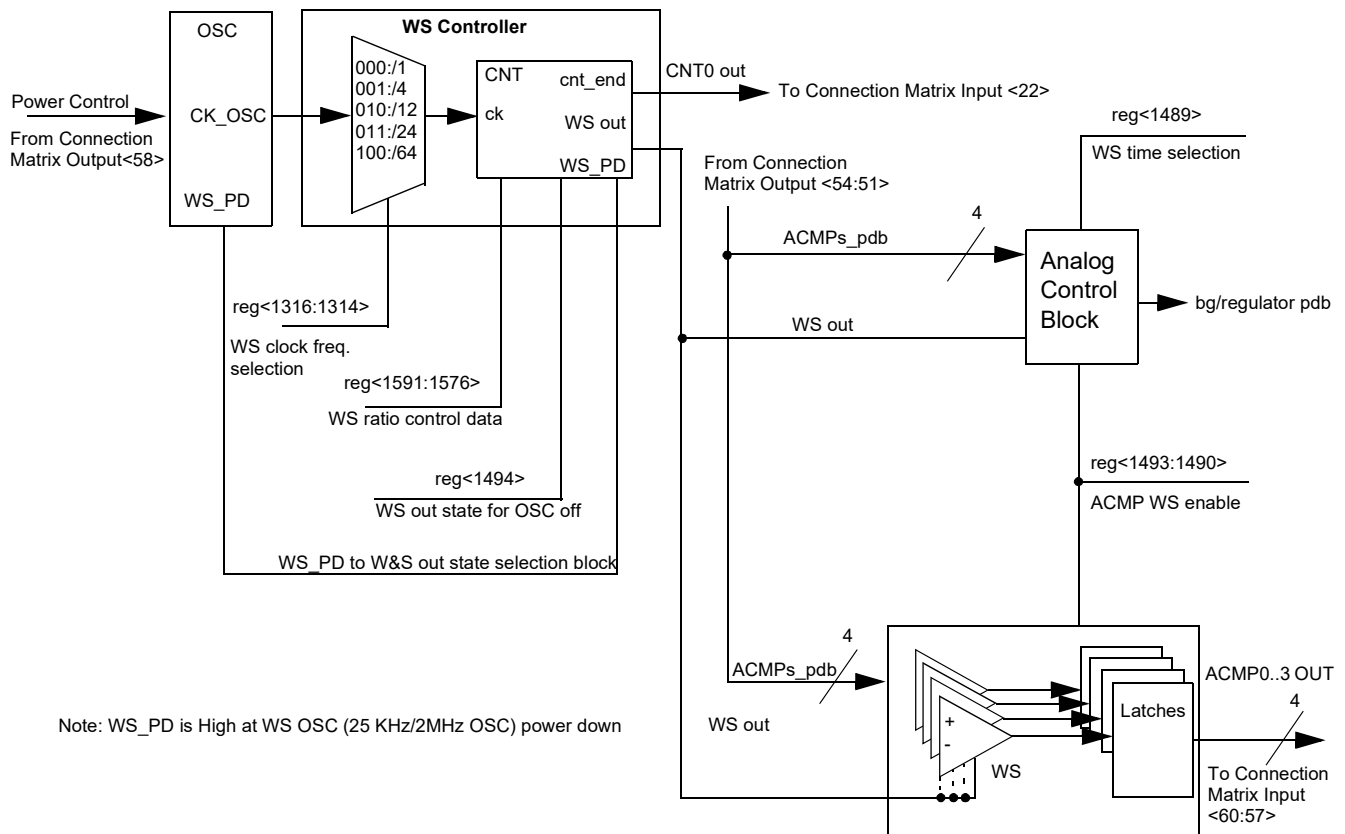 OSC
WS Controller
000:/1
001:/4
010:/12
011:/24
100:/64
CNT
cnt_end
ck
WS out
WS_PD
CNT0 out
To Connection Matrix Input <22>
Power Control
CK_OSC
From Connection
Matrix Output<58>
WS_PD
reg<1489>
WS time selection
From Connection
Matrix Output <54:51>
4
ACMPs_pdb
Analog
Control
Block
bg/regulator pdb
WS out
reg<1316:1314>
WS clock freq.
selection
reg<1591:1576>
WS ratio control data
reg<1494>
WS out state for OSC off
reg<1493:1490>
ACMP WS enable
WS_PD to W&S out state selection block
4
ACMPs_pdb
WS out
+
-
WS
Latches
ACMP0..3 OUT
4
To Connection
Matrix Input
<60:57>
Note: WS_PD is High at WS OSC (25 KHz/2MHz OSC) power down